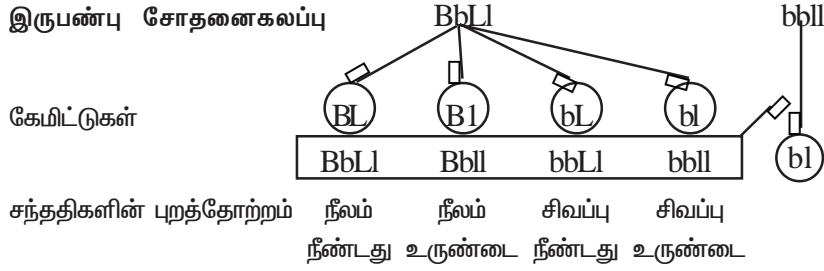 இருபண்பு சோதனைகலப்பு BbLl bbll
கேமிட்டுகள் BL B1 bL bl
BbLl Bbll bbLl bbll bl
சந்ததிகளின் புறத்தோற்றம் நீலம் நீலம் சிவப்பு சிவப்பு
நீண்டது உருண்டை நீண்டது உருண்டை